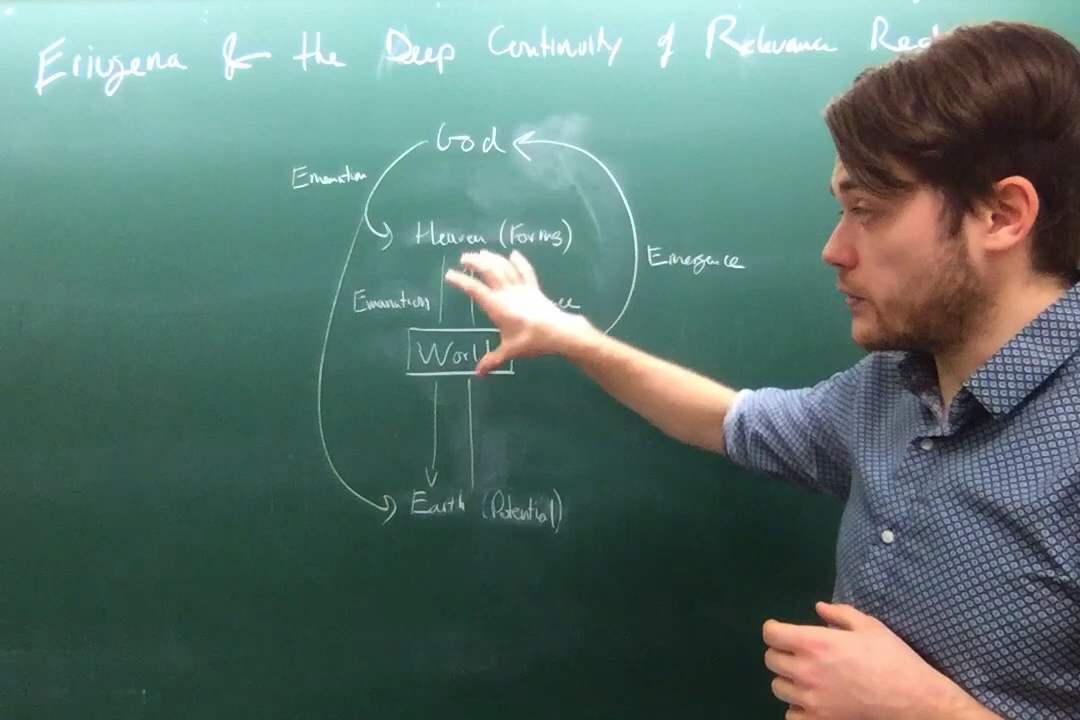 Eriugena & the Deep Continuity of Relevance
God
Emanation
Heaven (Forms)
Emergence
Emanation
World
Earth (Potential)